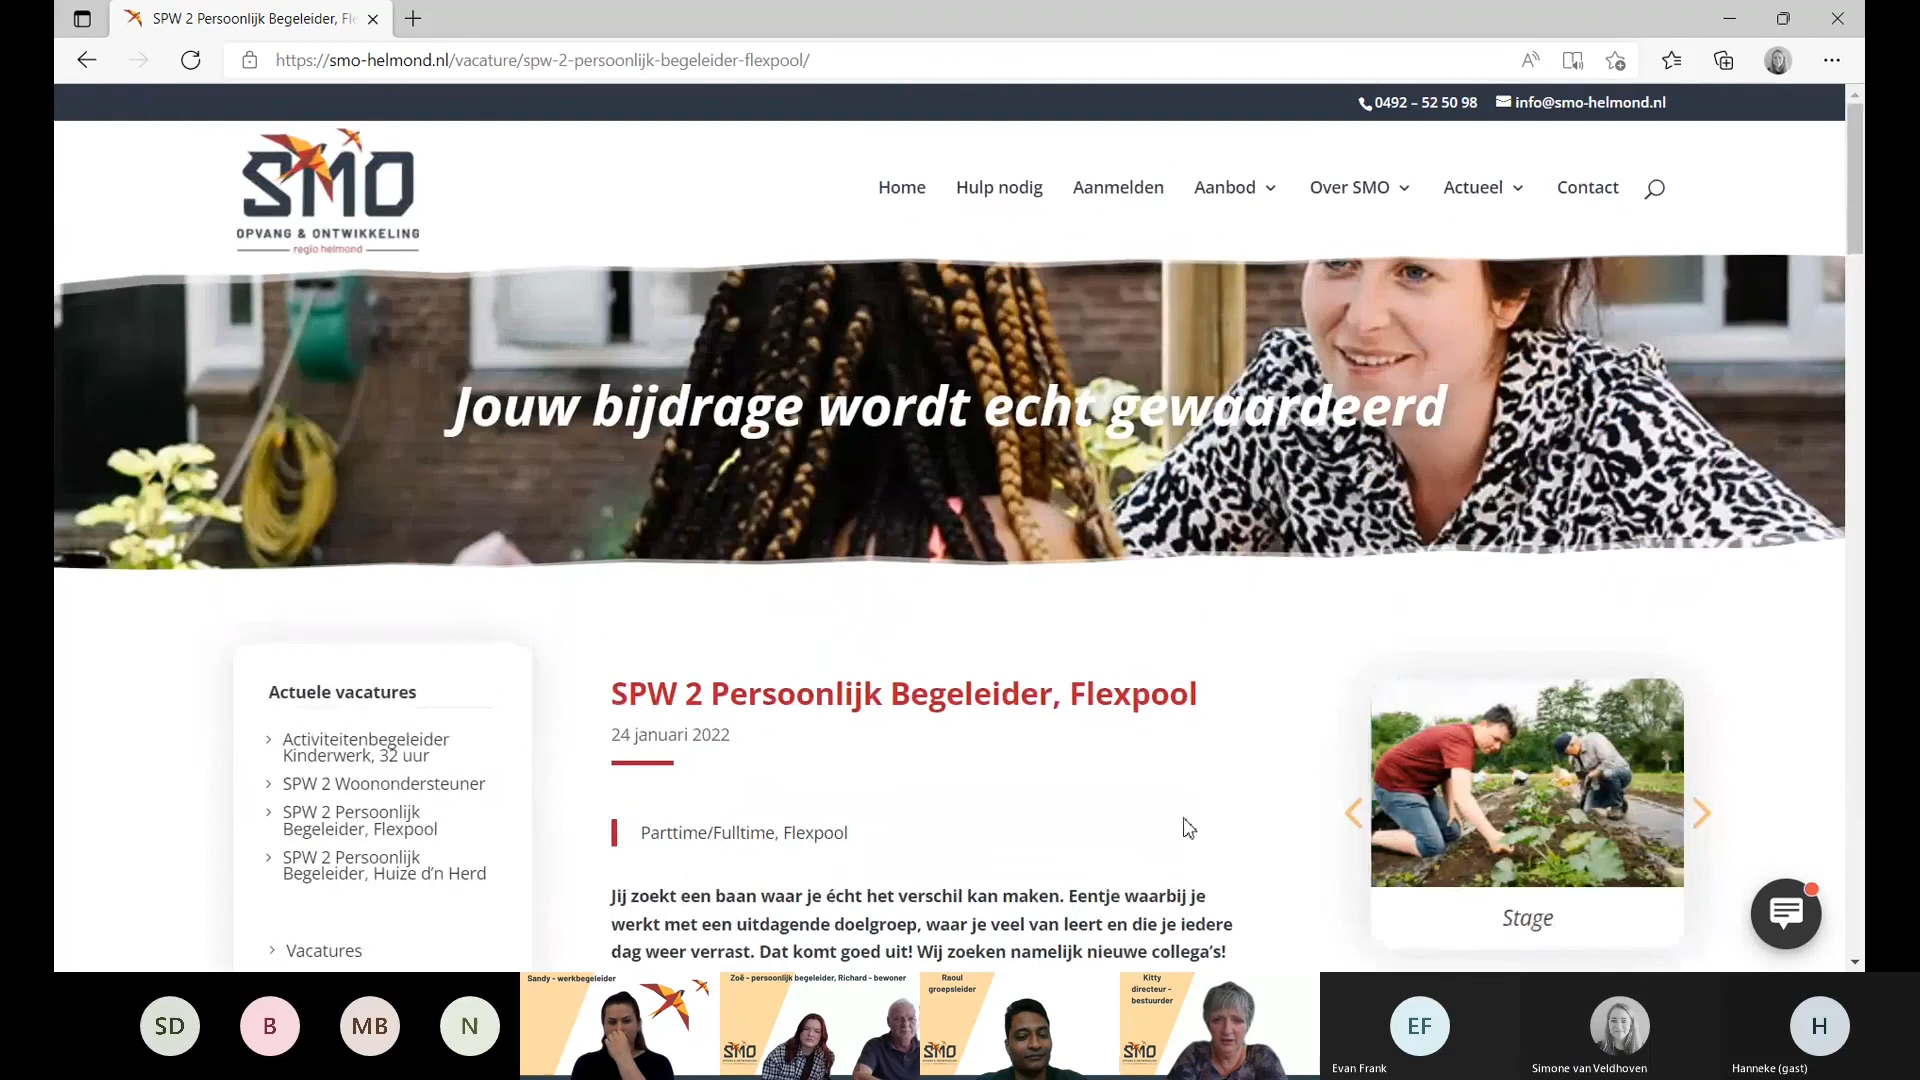 SPW 2 Persoonlijk Begeleider, Fle
https://smo-helmond.nl/vacature/spw-2-persoonlijk-begeleider-flexpool/
0492 – 52 50 98
info@smo-helmond.nl
SMO
OPVANG & ONTWIKKELING
regio helmond
Home
Hulp nodig
Aanmelden
Aanbod
Over SMO
Actueel
Contact
Jouw bijdrage wordt echt gewaardeerd
Actuele vacatures
Activiteitenbegeleider
Kinderwerk, 32 uur
SPW 2 Woonondersteuner
SPW 2 Persoonlijk
Begeleider, Flexpool
SPW 2 Persoonlijk
Begeleider, Huize d’n Herd
Vacatures
SPW 2 Persoonlijk Begeleider, Flexpool
24 januari 2022
Parttime/Fulltime, Flexpool
Jij zoekt een baan waar je écht het verschil kan maken. Eentje waarbij je
werkt met een uitdagende doelgroep, waar je veel van leert en die je iedere
dag weer verrast. Dat komt goed uit! Wij zoeken namelijk nieuwe collega’s!
Stage
SD
B
MB
N
Sandy - werkbegeleider
Zoë - persoonlijk begeleider, Richard - bewoner
SMO
Raoul
groepsleider
SMO
Kitty
directeur -
bestuurder
SMO
EF
Evan Frank
Simone van Veldhoven
H
Hanneke (gast)